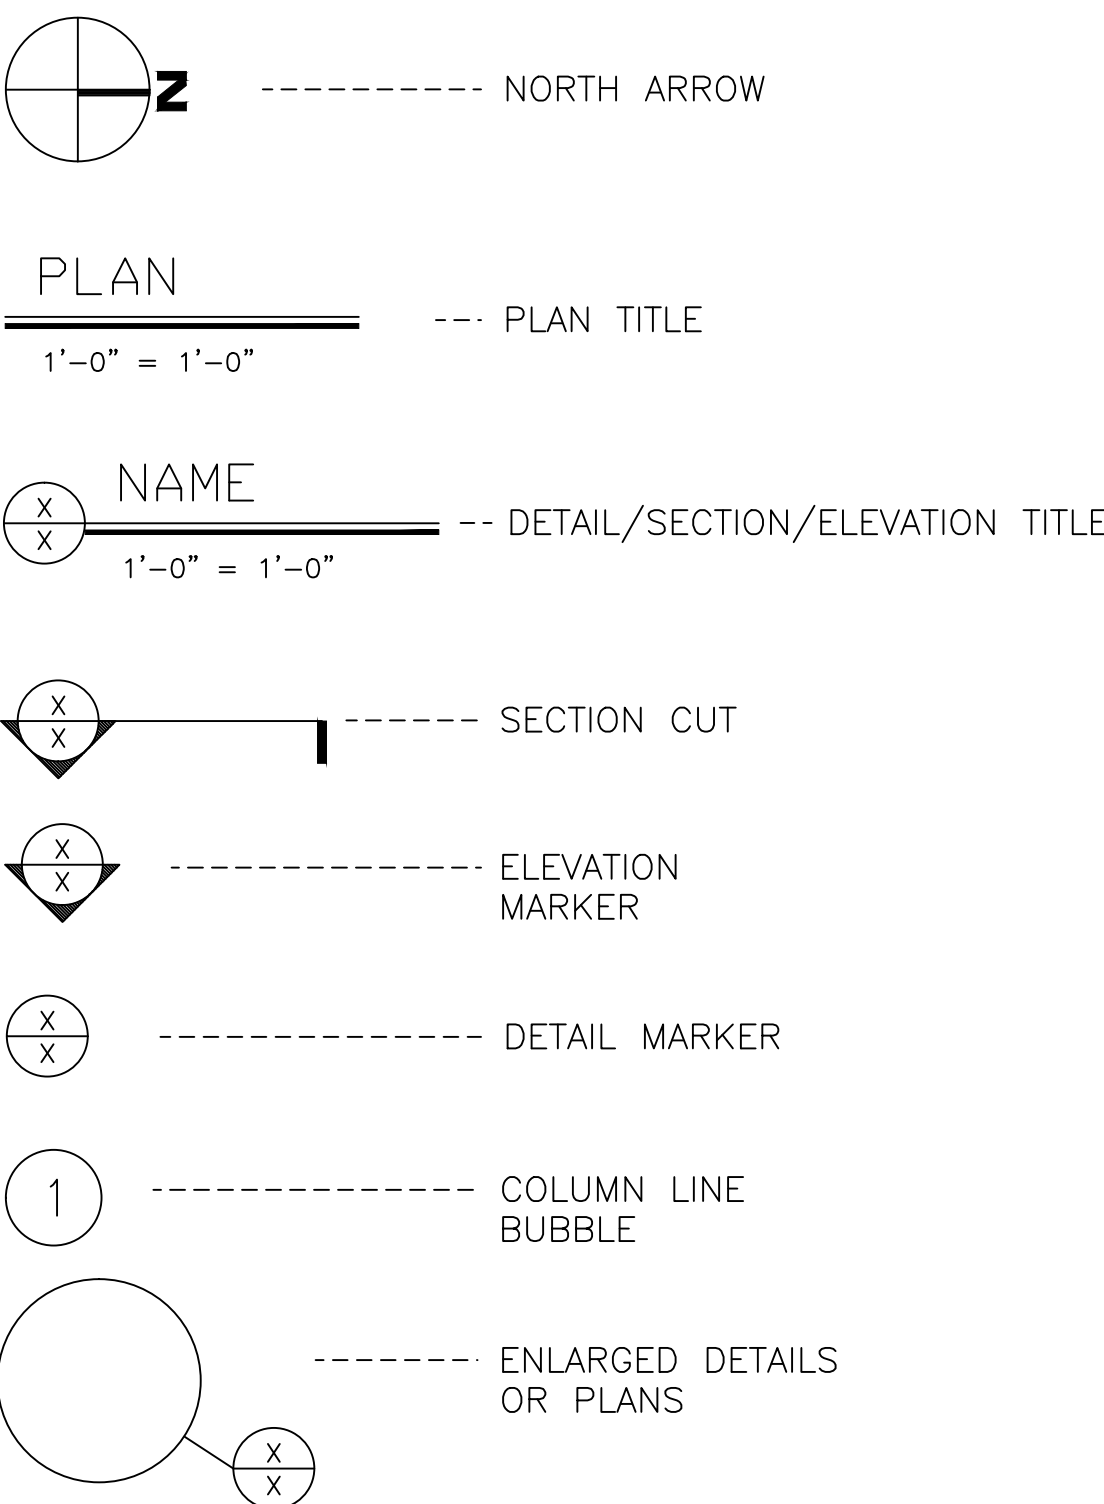 N
NORTH ARROW
PLAN
PLAN TITLE
1'-0" = 1'-0"
NAME
X
X
DETAIL/SECTION/ELEVATION TITLE
1'-0" = 1'-0"
X
X
SECTION CUT
X
X
ELEVATION
MARKER
X
X
DETAIL MARKER
1
COLUMN LINE
BUBBLE
ENLARGED DETAILS
OR PLANS
X
X